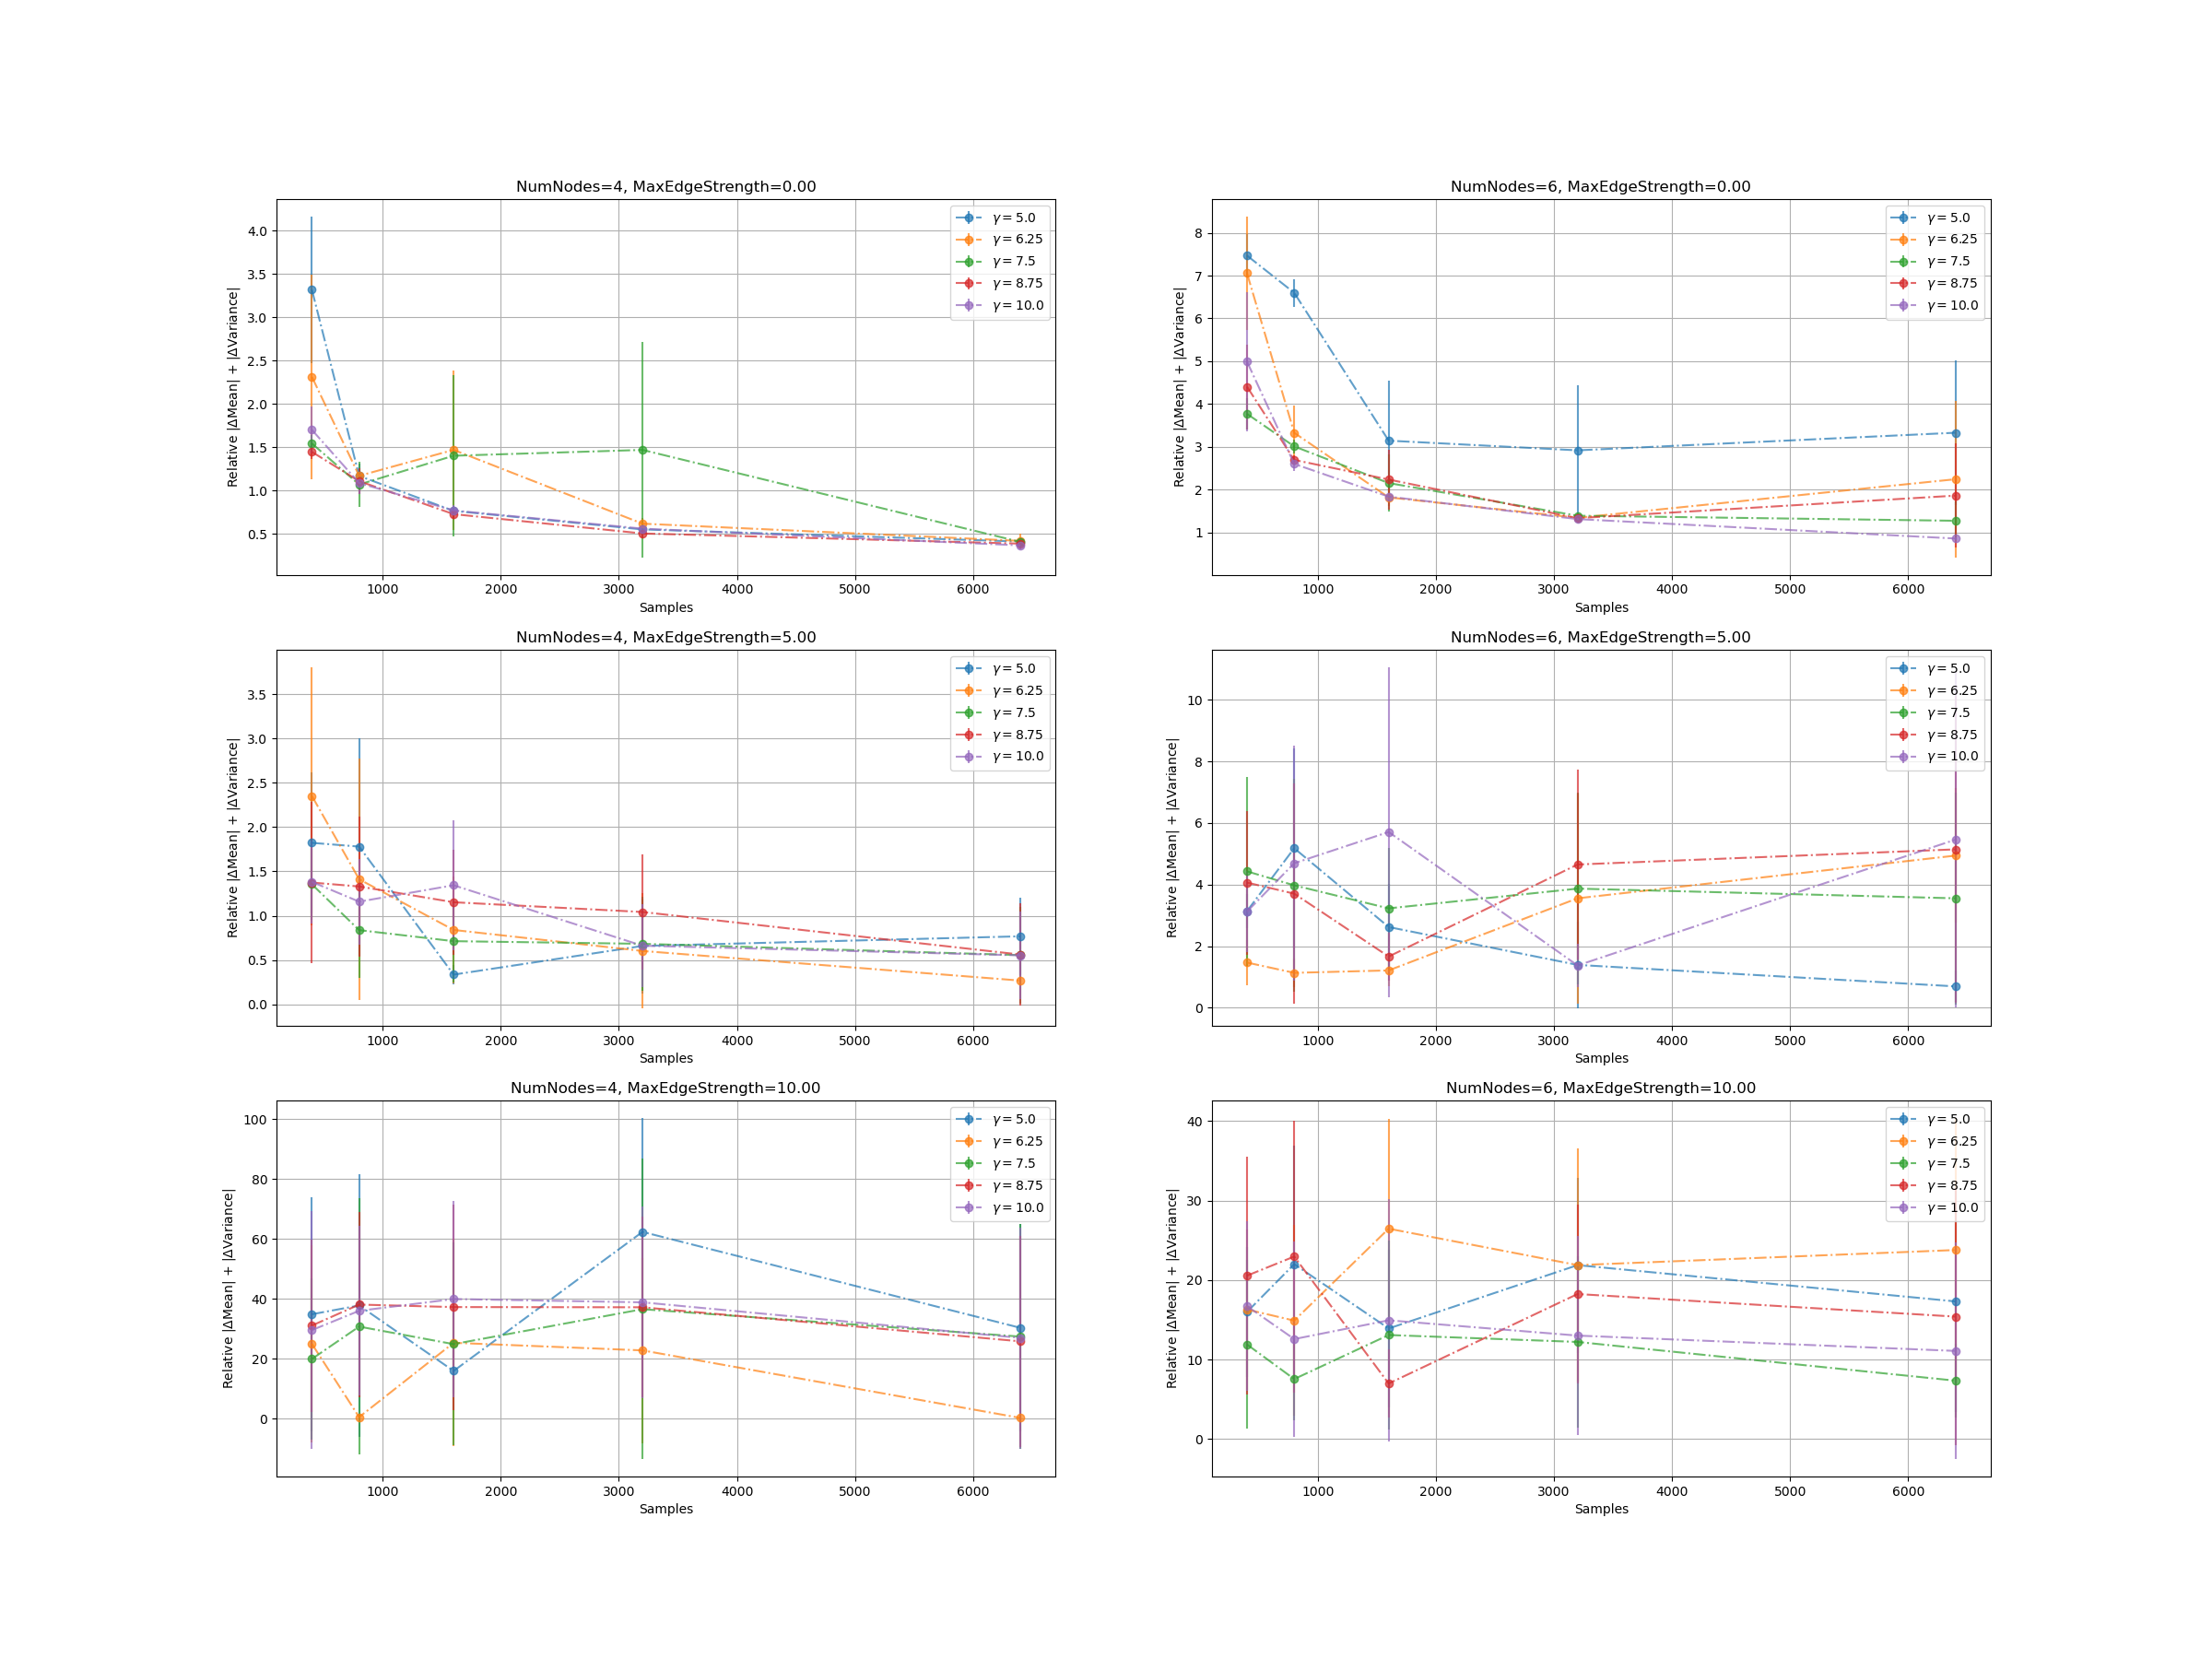 NumNodes=4, MaxEdgeStrength=0.00
Relative |ΔMean| + |ΔVariance|
4.0
3.5
3.0
2.5
2.0
1.5
1.0
0.5
γ = 5.0
γ = 6.25
γ = 7.5
γ = 8.75
γ = 10.0
1000 2000 3000 4000 5000 6000
Samples
NumNodes=6, MaxEdgeStrength=0.00
Relative |ΔMean| + |ΔVariance|
8
7
6
5
4
3
2
1
γ = 5.0
γ = 6.25
γ = 7.5
γ = 8.75
γ = 10.0
1000 2000 3000 4000 5000 6000
Samples
NumNodes=4, MaxEdgeStrength=5.00
Relative |ΔMean| + |ΔVariance|
3.5
3.0
2.5
2.0
1.5
1.0
0.5
0.0
γ = 5.0
γ = 6.25
γ = 7.5
γ = 8.75
γ = 10.0
1000 2000 3000 4000 5000 6000
Samples
NumNodes=6, MaxEdgeStrength=5.00
Relative |ΔMean| + |ΔVariance|
10
8
6
4
2
0
γ = 5.0
γ = 6.25
γ = 7.5
γ = 8.75
γ = 10.0
1000 2000 3000 4000 5000 6000
Samples
NumNodes=4, MaxEdgeStrength=10.00
Relative |ΔMean| + |ΔVariance|
100
80
60
40
20
0
γ = 5.0
γ = 6.25
γ = 7.5
γ = 8.75
γ = 10.0
1000 2000 3000 4000 5000 6000
Samples
NumNodes=6, MaxEdgeStrength=10.00
Relative |ΔMean| + |ΔVariance|
40
30
20
10
0
γ = 5.0
γ = 6.25
γ = 7.5
γ = 8.75
γ = 10.0
1000 2000 3000 4000 5000 6000
Samples